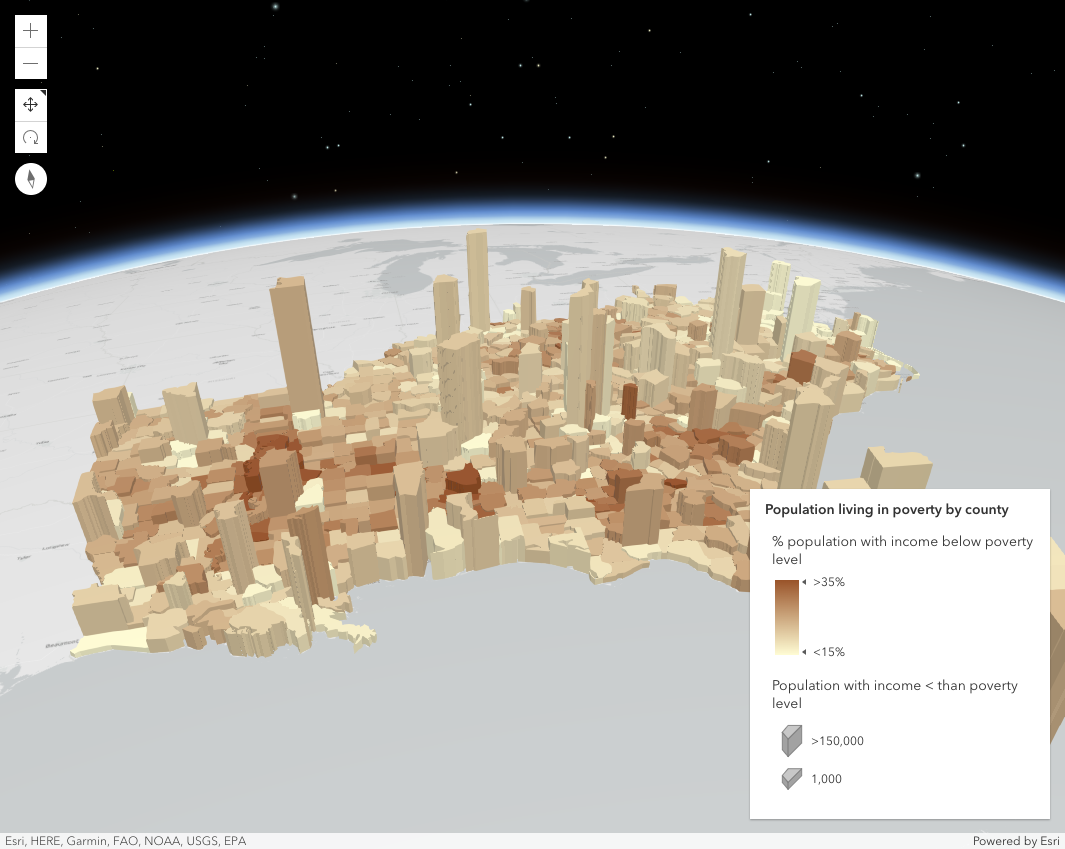 Population living in poverty by county
% population with income below poverty
level
>35%
<15%
Population with income < than poverty
level
>150,000
1,000
Esri, HERE, Garmin, FAO, NOAA, USGS, EPA
Powered by Esri